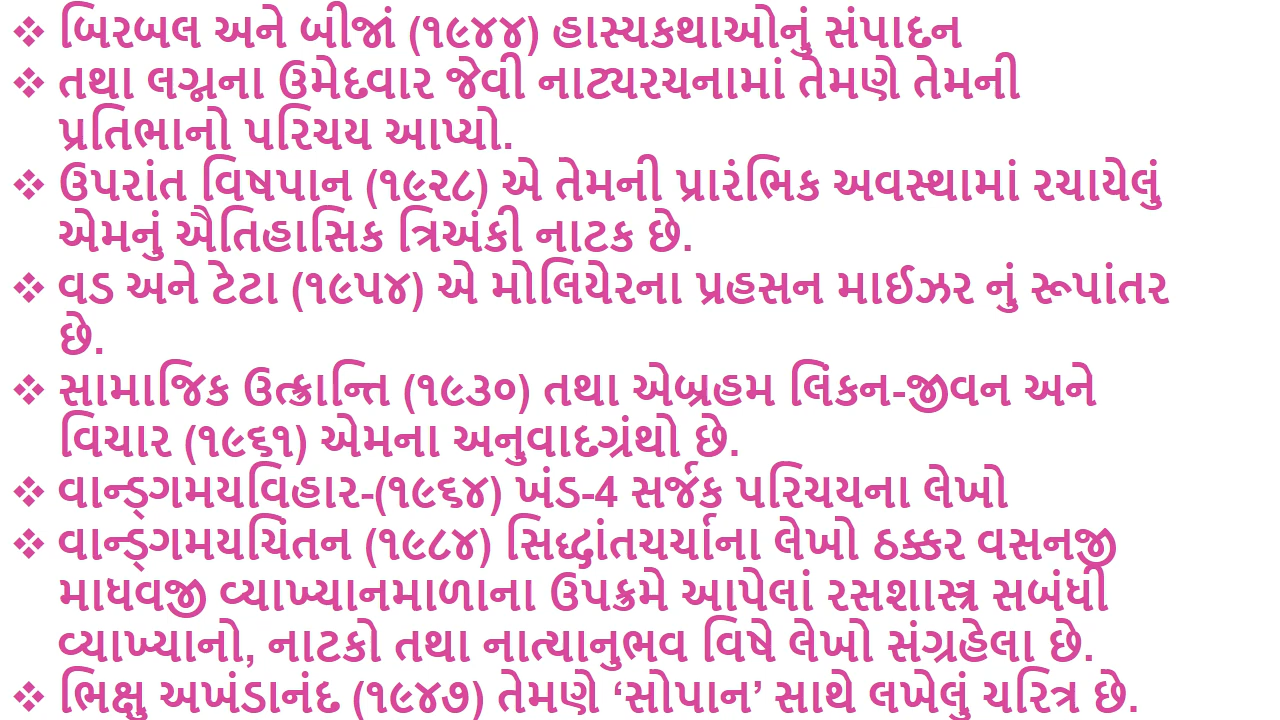 ❖ બિરબલ અને બીજાં (૧૯૪૪) હાસ્યકથાઓનું સંપાદન
❖ તથા લગ્નના ઉમેદવાર જેવી નાટ્યરચનામાં તેમણે તેમની
પ્રતિભાનો પરિચય આપ્યો.
❖ ઉપરાંત વિષપાન (૧૯૨૮) એ તેમની પ્રારંભિક અવસ્થામાં રચાયેલું
એમનું ઐતિહાસિક ત્રિઅંકી નાટક છે.
❖ વડ અને ટેટા (૧૯૫૪) એ મોલિયેરના પ્રહસન માઈઝર નું રૂપાંતર
છે.
❖ સામાજિક ઉત્ક્રાન્તિ (૧૯૩૦) તથા એબ્રહમ લિંકન-જીવન અને
વિચાર (૧૯૬૧) એમના અનુવાદગ્રંથો છે.
❖ વાન્ડ્ગમયવિહાર-(૧૯૬૪) ખંડ-4 સર્જક પરિચયના લેખો
❖ વાન્ડ્ગમયચિંતન (૧૯૮૪) સિદ્ધાંતચર્ચાના લેખો ઠક્કર વસનજી
માધવજી વ્યાખ્યાનમાળાના ઉપક્રમે આપેલાં રસશાસ્ત્ર સબંધી
વ્યાખ્યાનો, નાટકો તથા નાત્યાનુભવ વિષે લેખો સંગ્રહેલા છે.
❖ ભિક્ષુ અખંડાનંદ (૧૯૪૭) તેમણે ‘સોપાન’ સાથે લખેલું ચરિત્ર છે.